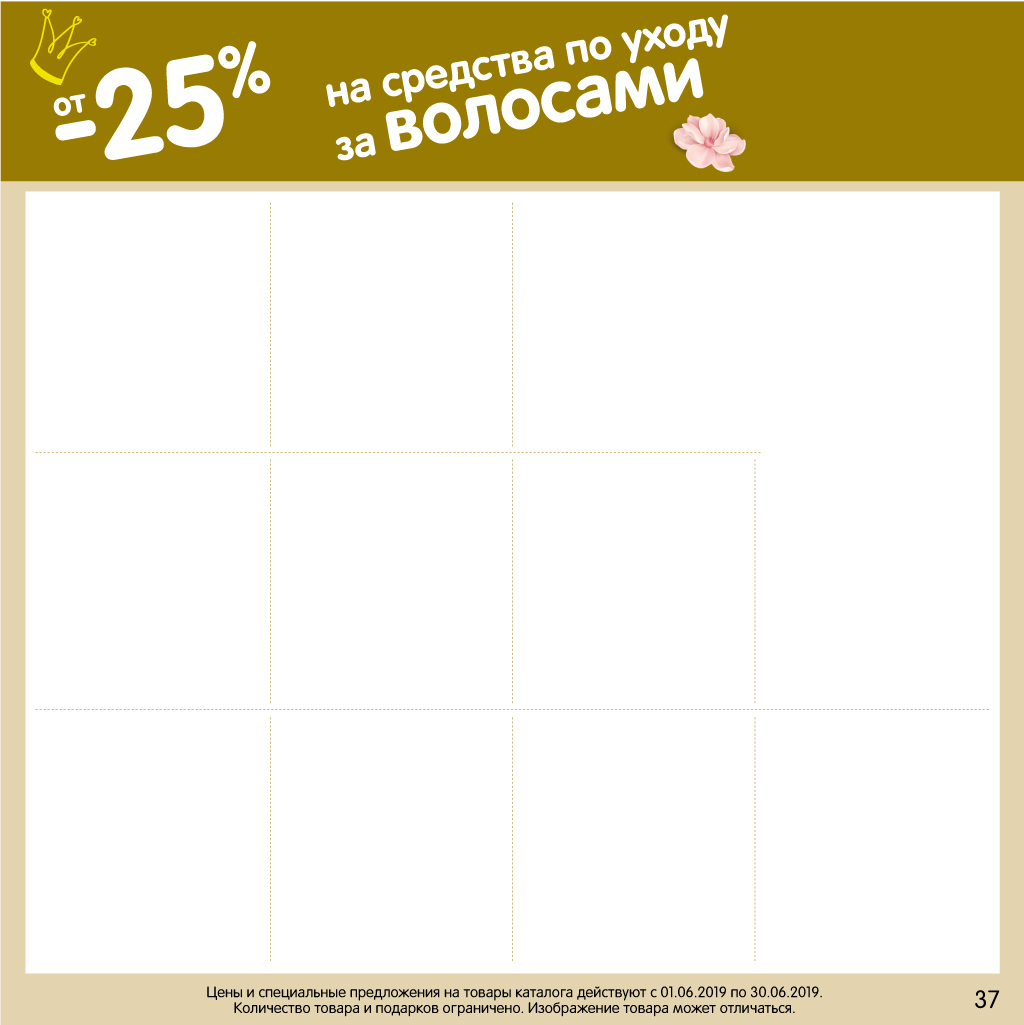 от
-25%
на средства по уходу
за волосами
Цены и специальные предложения на товары каталога действуют с 01.06.2019 по 30.06.2019.
Количество товара и подарков ограничено. Изображение товара может отличаться.
37